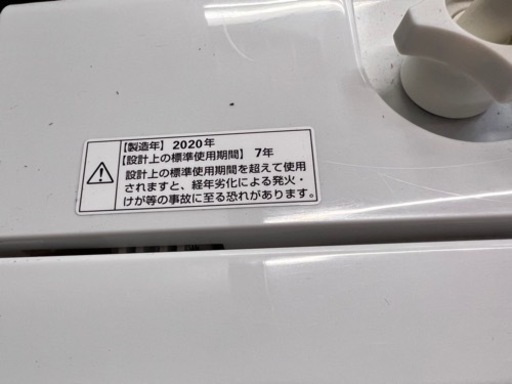 【製造年】 2020年
【設計上の標準使用期間】 7年
設計上の標準使用期間を超えて使用
されますと、経年劣化による発火・
けが等の事故に至る恐れがあります。